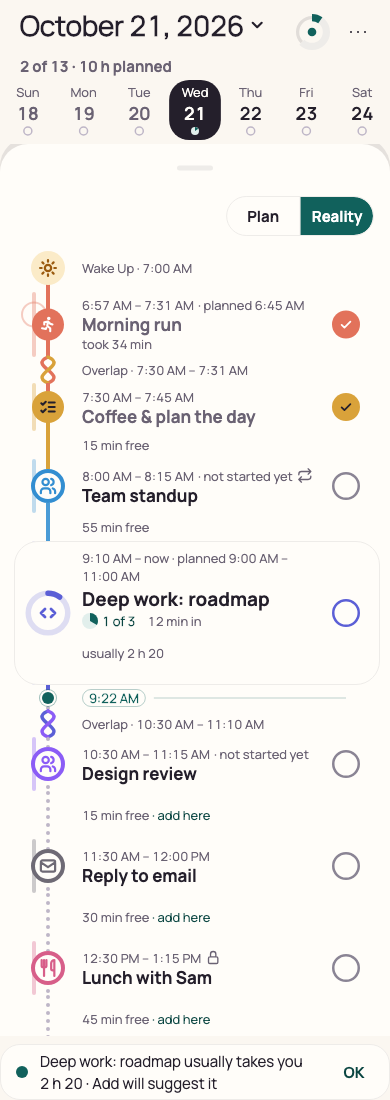 October 21, 2026
2 of 13 · 10 h planned
Sun Mon Tue Wed Thu Fri Sat
18 19 20 21 22 23 24
Plan Reality
Wake Up · 7:00 AM
6:57 AM – 7:31 AM · planned 6:45 AM
Morning run
took 34 min
Overlap · 7:30 AM – 7:31 AM
7:30 AM – 7:45 AM
Coffee & plan the day
15 min free
8:00 AM – 8:15 AM · not started yet
Team standup
55 min free
9:10 AM – now · planned 9:00 AM –
11:00 AM
Deep work: roadmap
1 of 3 12 min in
usually 2 h 20
9:22 AM
Overlap · 10:30 AM – 11:10 AM
10:30 AM – 11:15 AM · not started yet
Design review
15 min free · add here
11:30 AM – 12:00 PM
Reply to email
30 min free · add here
12:30 PM – 1:15 PM
Lunch with Sam
45 min free · add here
Deep work: roadmap usually takes you
2 h 20 · Add will suggest it
OK